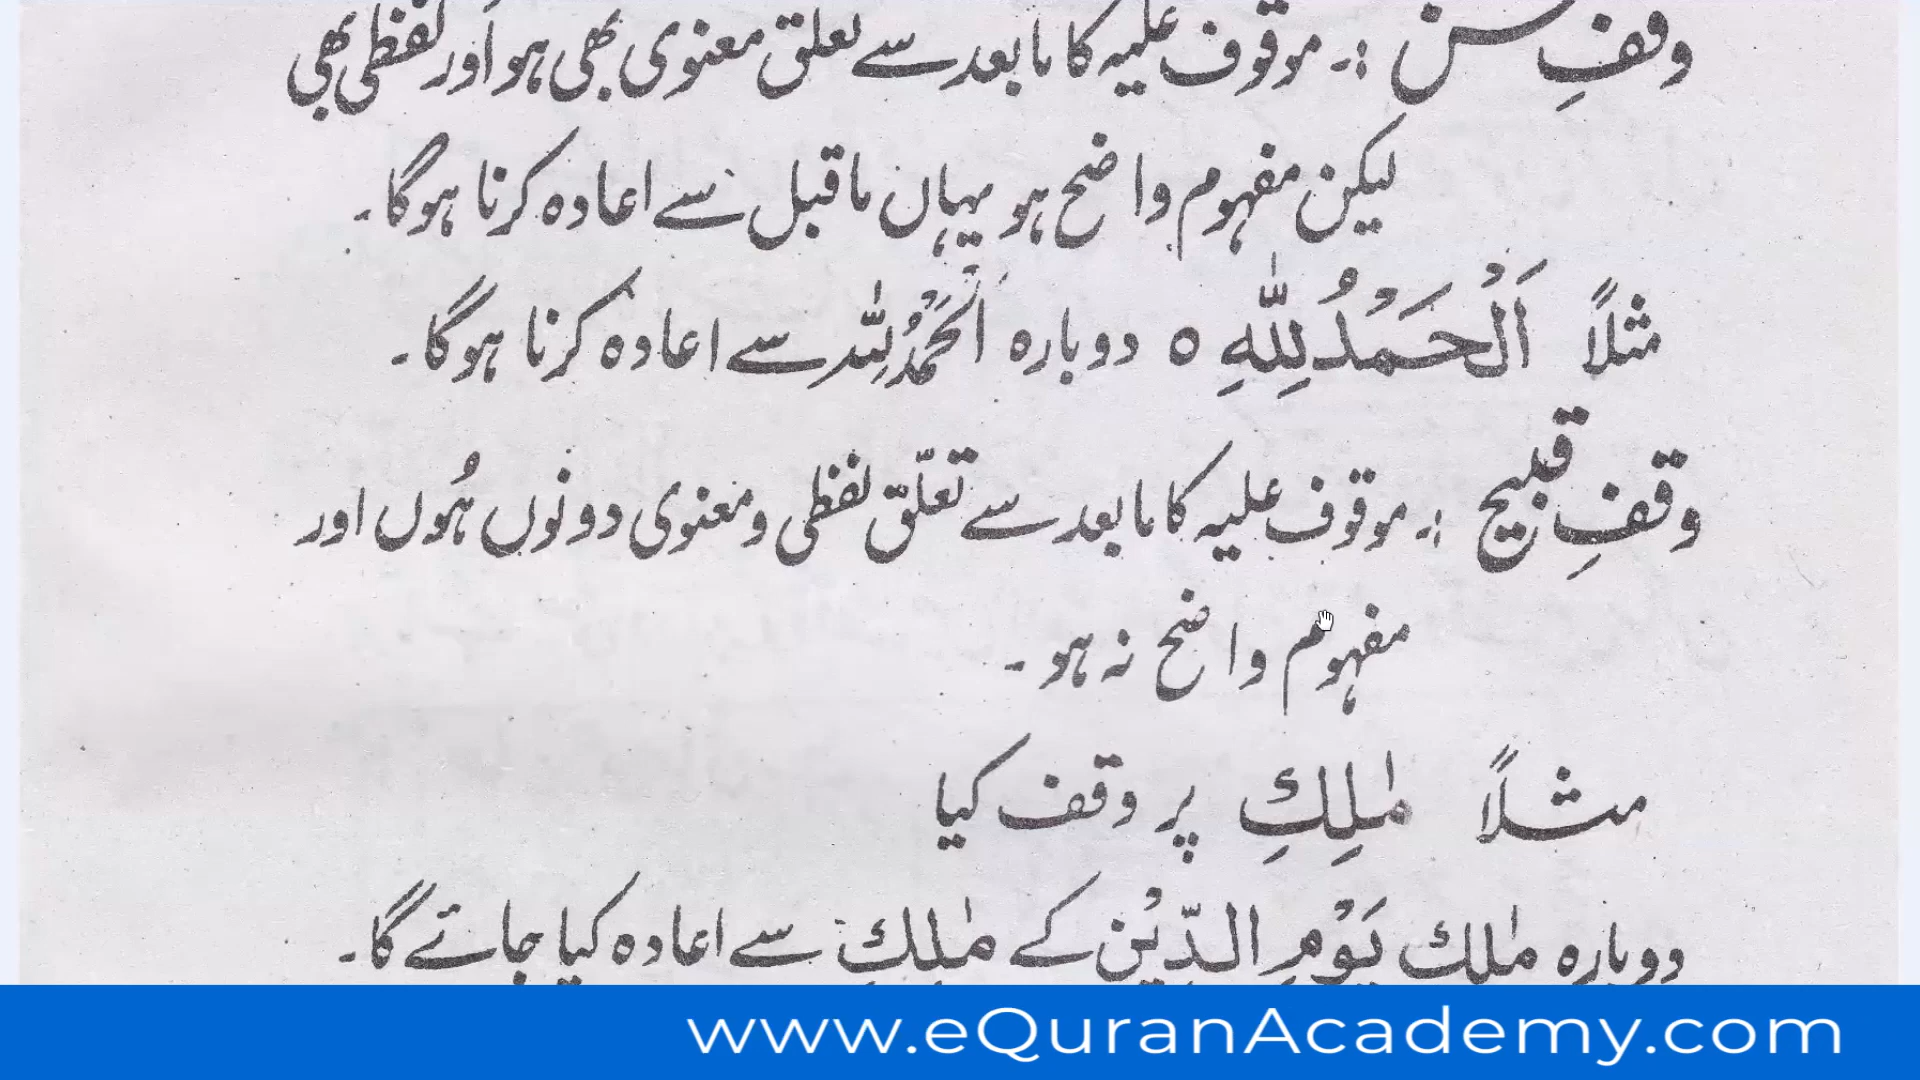 وقفِ حسن :۔ موقوف علیہ کا مابعد سے تعلق معنوی بھی ہو اور لفظی بھی
لیکن مفہوم واضح ہو یہاں ماقبل سے اعادہ کرنا ہوگا۔
مثلاً اَلْحَمْدُ لِلّٰهِ ٥ دوبارہ اَلْحَمْدُ لِلّٰہ سے اعادہ کرنا ہوگا۔
وقفِ قبیح :۔ موقوف علیہ کا مابعد سے تعلّق لفظی و معنوی دونوں ہُوں اور
مفہوم واضح نہ ہو۔
مثلاً مٰلِكِ پر وقف کیا
دوبارہ مٰلك یَوْمِ الدِّیْن کے مٰلِكِ سے اعادہ کیا جائے گا۔
www.eQuranAcademy.com